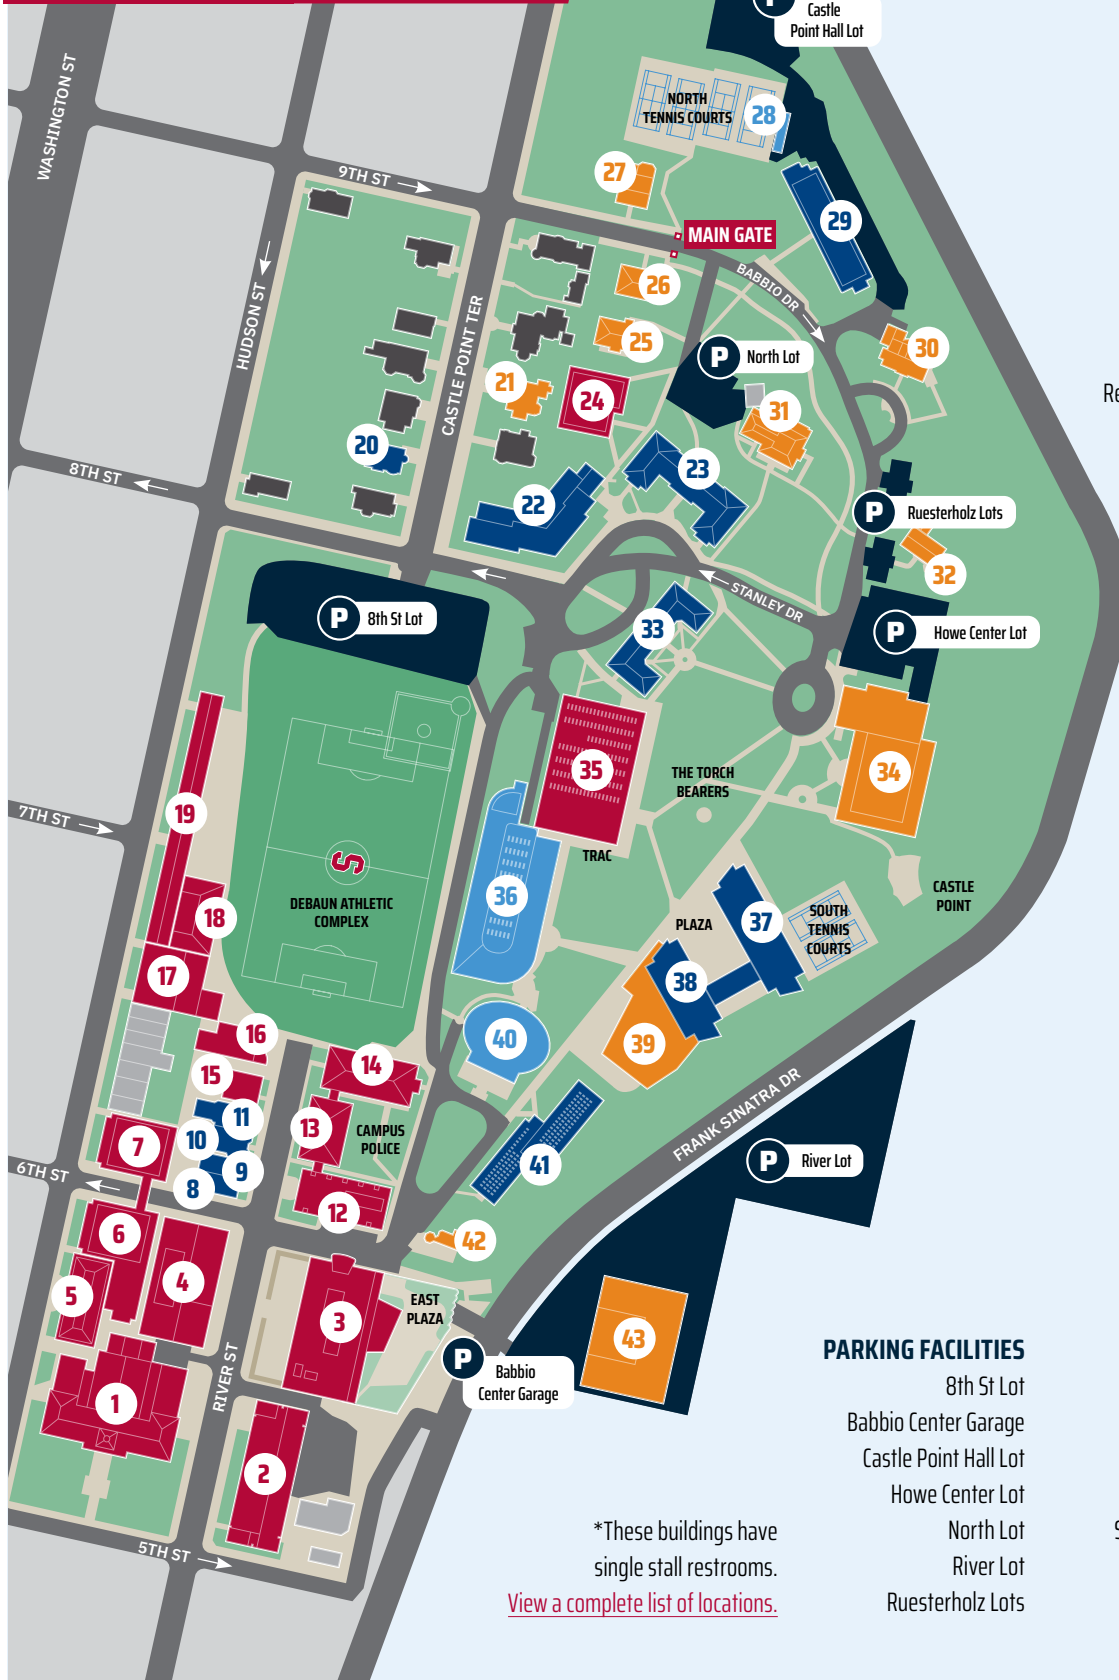 P
Castle
Point Hall Lot
WASHINGTON ST
NORTH
TENNIS COURTS
28
9TH ST
27
29
MAIN GATE
BABBIO DR
HUDSON ST
26
CASTLE POINT TER
25
P
North Lot
30
21
24
31
20
8TH ST
23
22
P
Ruesterholz Lots
32
STANLEY DR
P
8th St Lot
33
P
Howe Center Lot
35
THE TORCH
BEARERS
34
19
7TH ST
TRAC
S
36
DEBAUN ATHLETIC
COMPLEX
CASTLE
POINT
18
PLAZA
37
SOUTH
TENNIS
COURTS
17
38
16
40
39
14
15
FRANK SINATRA DR
11
13
CAMPUS
POLICE
10
7
41
P
River Lot
6TH ST
9
8
12
6
42
4
5
EAST
PLAZA
3
43
P
Babbio
Center Garage
RIVER ST
1
2
5TH ST
PARKING FACILITIES
8th St Lot
Babbio Center Garage
Castle Point Hall Lot
Howe Center Lot
North Lot
River Lot
Ruesterholz Lots
*These buildings have
single stall restrooms.
View a complete list of locations.
Re